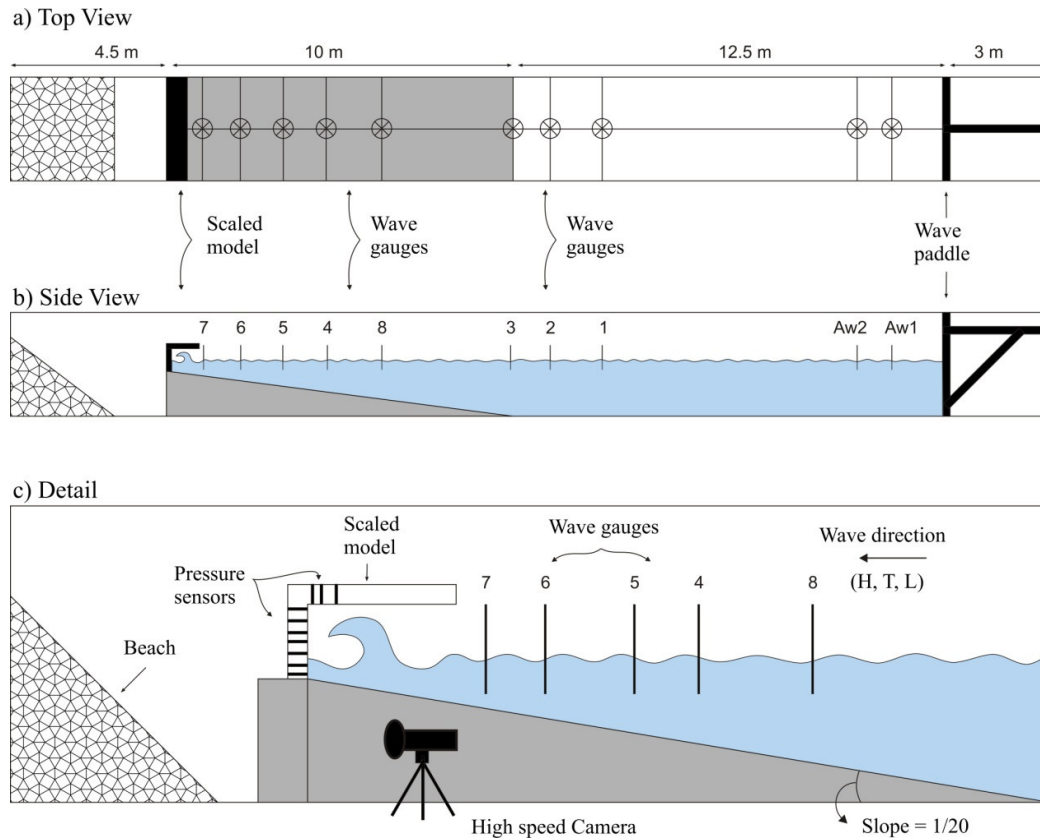 a) Top View
4.5 m
10 m
12.5 m
3 m
Scaled
model
Wave
gauges
Wave
gauges
Wave
paddle
b) Side View
7 6 5 4 8 3 2 1 Aw2 Aw1
c) Detail
Scaled
model
Pressure
sensors
Wave gauges
Wave direction
(H, T, L)
7 6 5 4 8
Beach
High speed Camera
Slope = 1/20